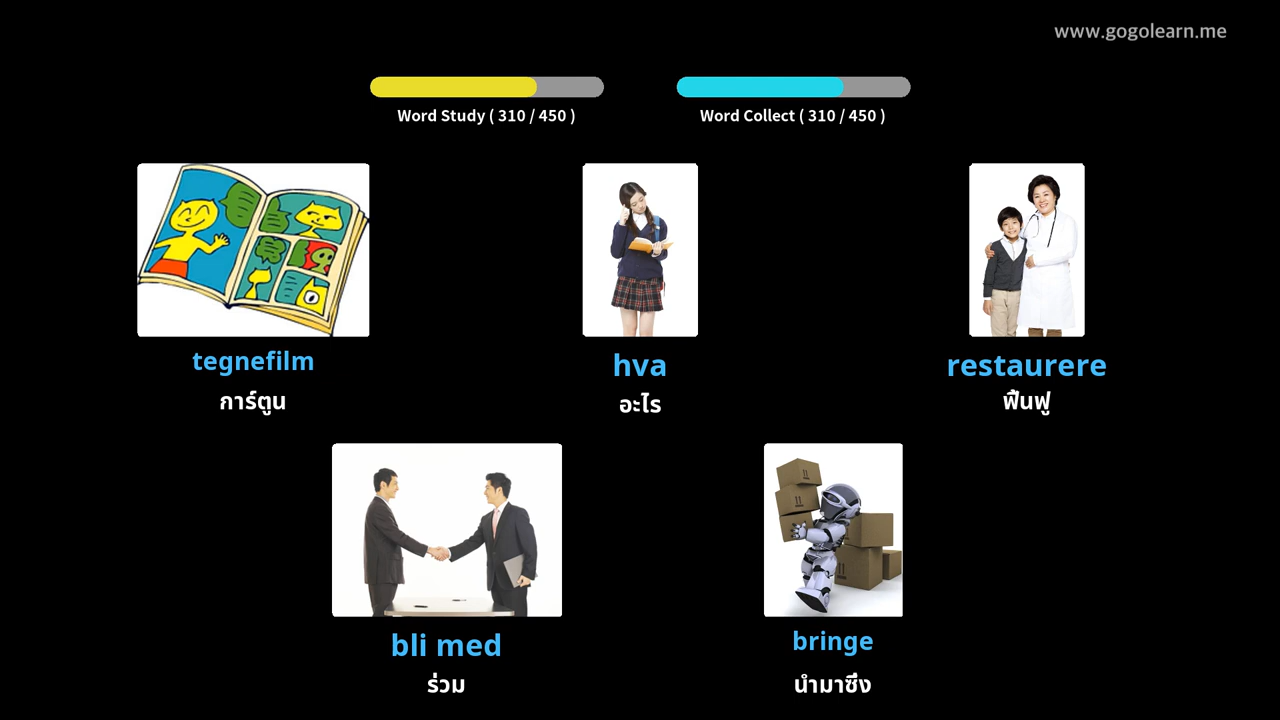 www.gogolearn.me
Word Study ( 310 / 450 )
Word Collect ( 310 / 450 )
tegnefilm
การ์ตูน
hva
อะไร
restaurere
ฟื้นฟู
bli med
ร่วม
bringe
นำมาซึ่ง